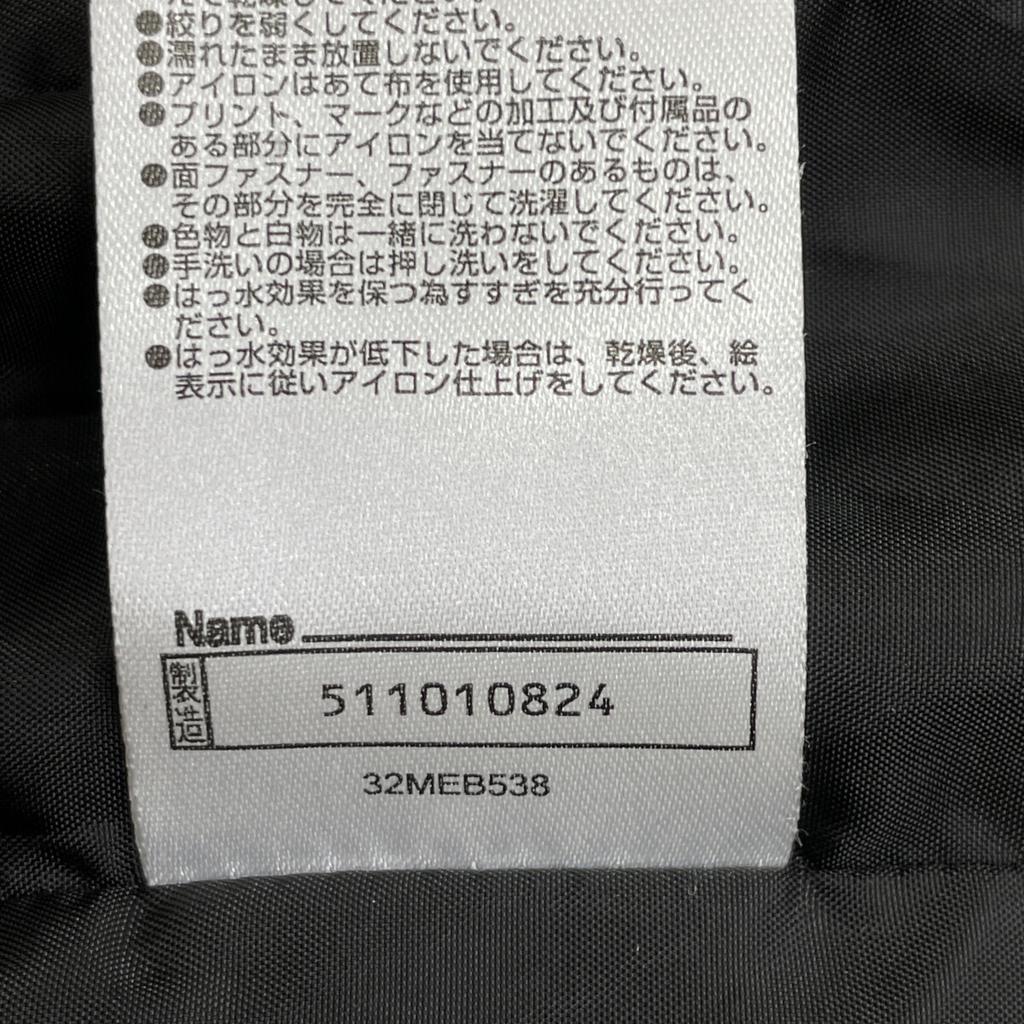 ●絞りを弱くしてください。
●濡れたまま放置しないでください。
●アイロンはあて布を使用してください。
●プリント、マークなどの加工及び付属品の
ある部分にアイロンを当てないでください。
●面ファスナー、ファスナーのあるものは、
その部分を完全に閉じて洗濯してください。
●色物と白物は一緒に洗わないでください。
●手洗いの場合は押し洗いをしてください。
●はっ水効果を保つ為すすぎを充分行ってく
ださい。
●はっ水効果が低下した場合は、乾燥後、絵
表示に従いアイロン仕上げをしてください。
Name
製造 511010824
32MEB538